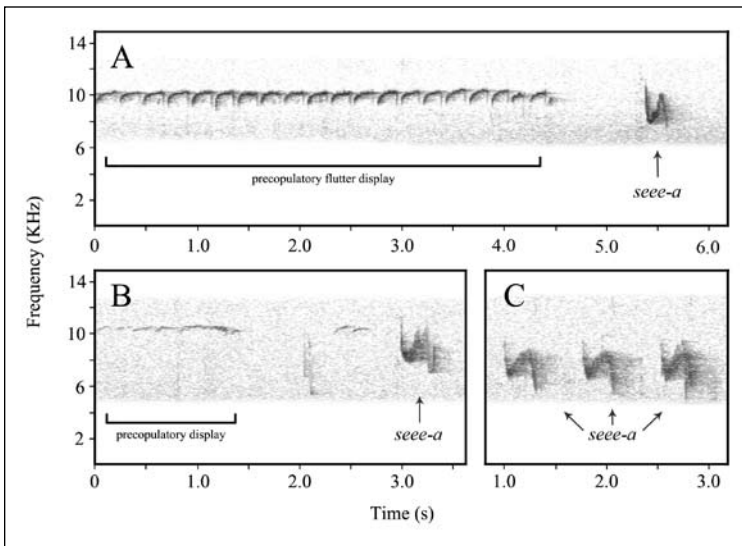 Frequency (KHz)
14
10
6
2
A
precopulatory flutter display
seee-a
0 1.0 2.0 3.0 4.0 5.0 6.0
14
10
6
2
B
precopulatory display
seee-a
0 1.0 2.0 3.0
C
seee-a
1.0 2.0 3.0
Time (s)